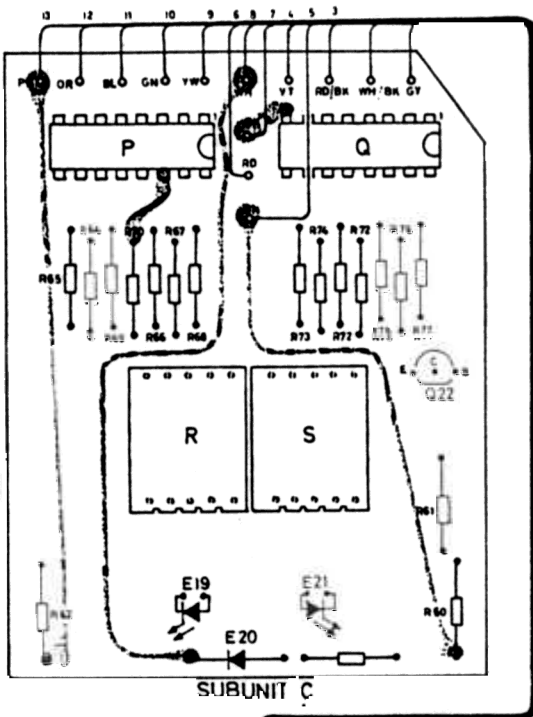 13 12 11 10 9 6 8 7 4 5 3
P OR BL GN YW VT RD/BK WH/BK GY
P Q
RD
R67 R74 R72
R65
R66 R68 R73 R72
E C B
Q22
R S
R61
E19 E21
R62 R60
E20
SUBUNIT C